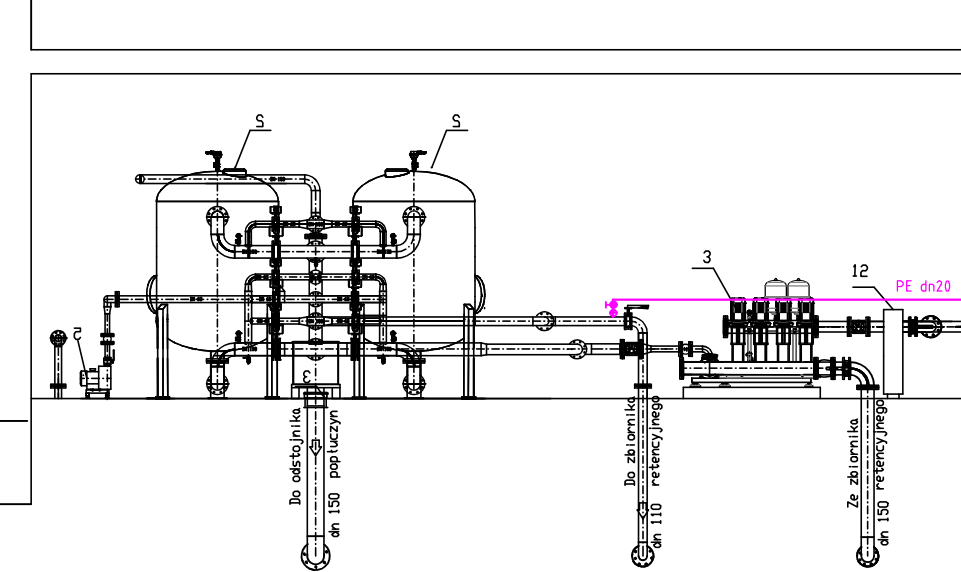 2
2
3
12
PE dn20
5
3
Do odstojnika
popłuczyn
dn 150
Do zbiornika
retencyjnego
dn 110
Ze zbiornika
retencyjnego
dn 150